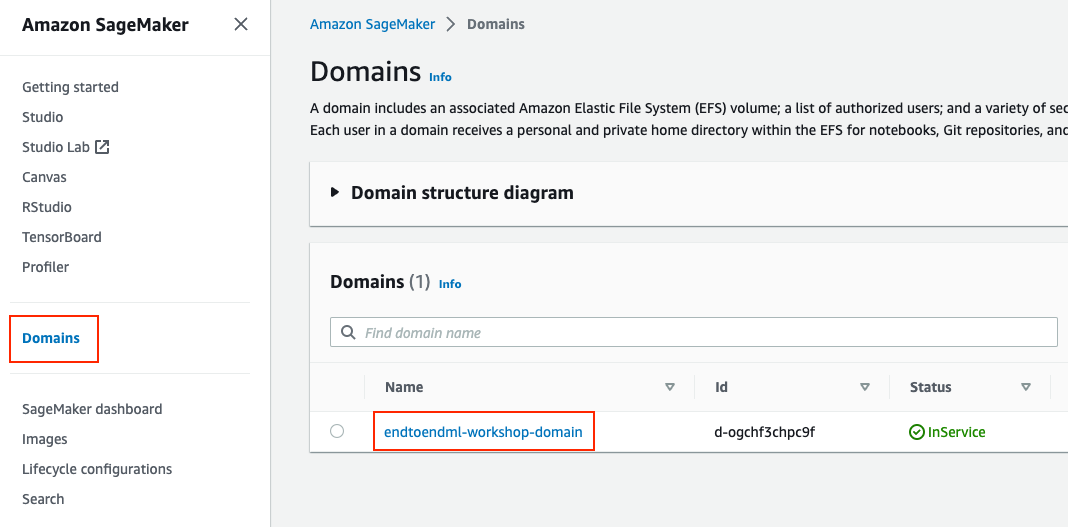 Amazon SageMaker
Getting started
Studio
Studio Lab
Canvas
RStudio
TensorBoard
Profiler
Domains
SageMaker dashboard
Images
Lifecycle configurations
Search
Amazon SageMaker > Domains
Domains Info
A domain includes an associated Amazon Elastic File System (EFS) volume; a list of authorized users; and a variety of sec
Each user in a domain receives a personal and private home directory within the EFS for notebooks, Git repositories, and
Domain structure diagram
Domains (1) Info
Find domain name
Name Id Status
endtoendml-workshop-domain d-ogchf3chpc9f InService